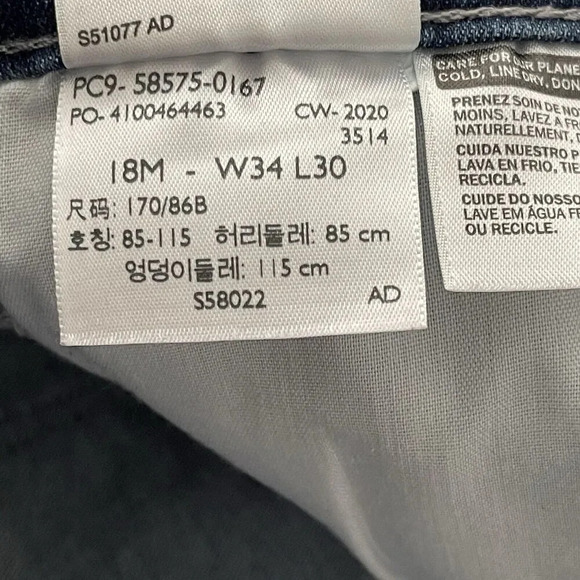 S51077 AD
PC9- 58575-0167
PO- 4100464463 CW- 2020
3514
18M - W34 L30
尺码: 170/86B
호칭: 85-115 허리둘레: 85 cm
엉덩이둘레: 115 cm
S58022 AD
CARE FOR OUR PLANE
COLD, LINE DRY, DON
PRENEZ SOIN DE NO
MOINS, LAVEZ À FR
NATURELLEMENT,
CUIDA NUESTRO P
LAVA EN FRIO, TIE
RECICLA.
CUIDE DO NOSSO
LAVE EM ÁGUA FR
OU RECICLE.